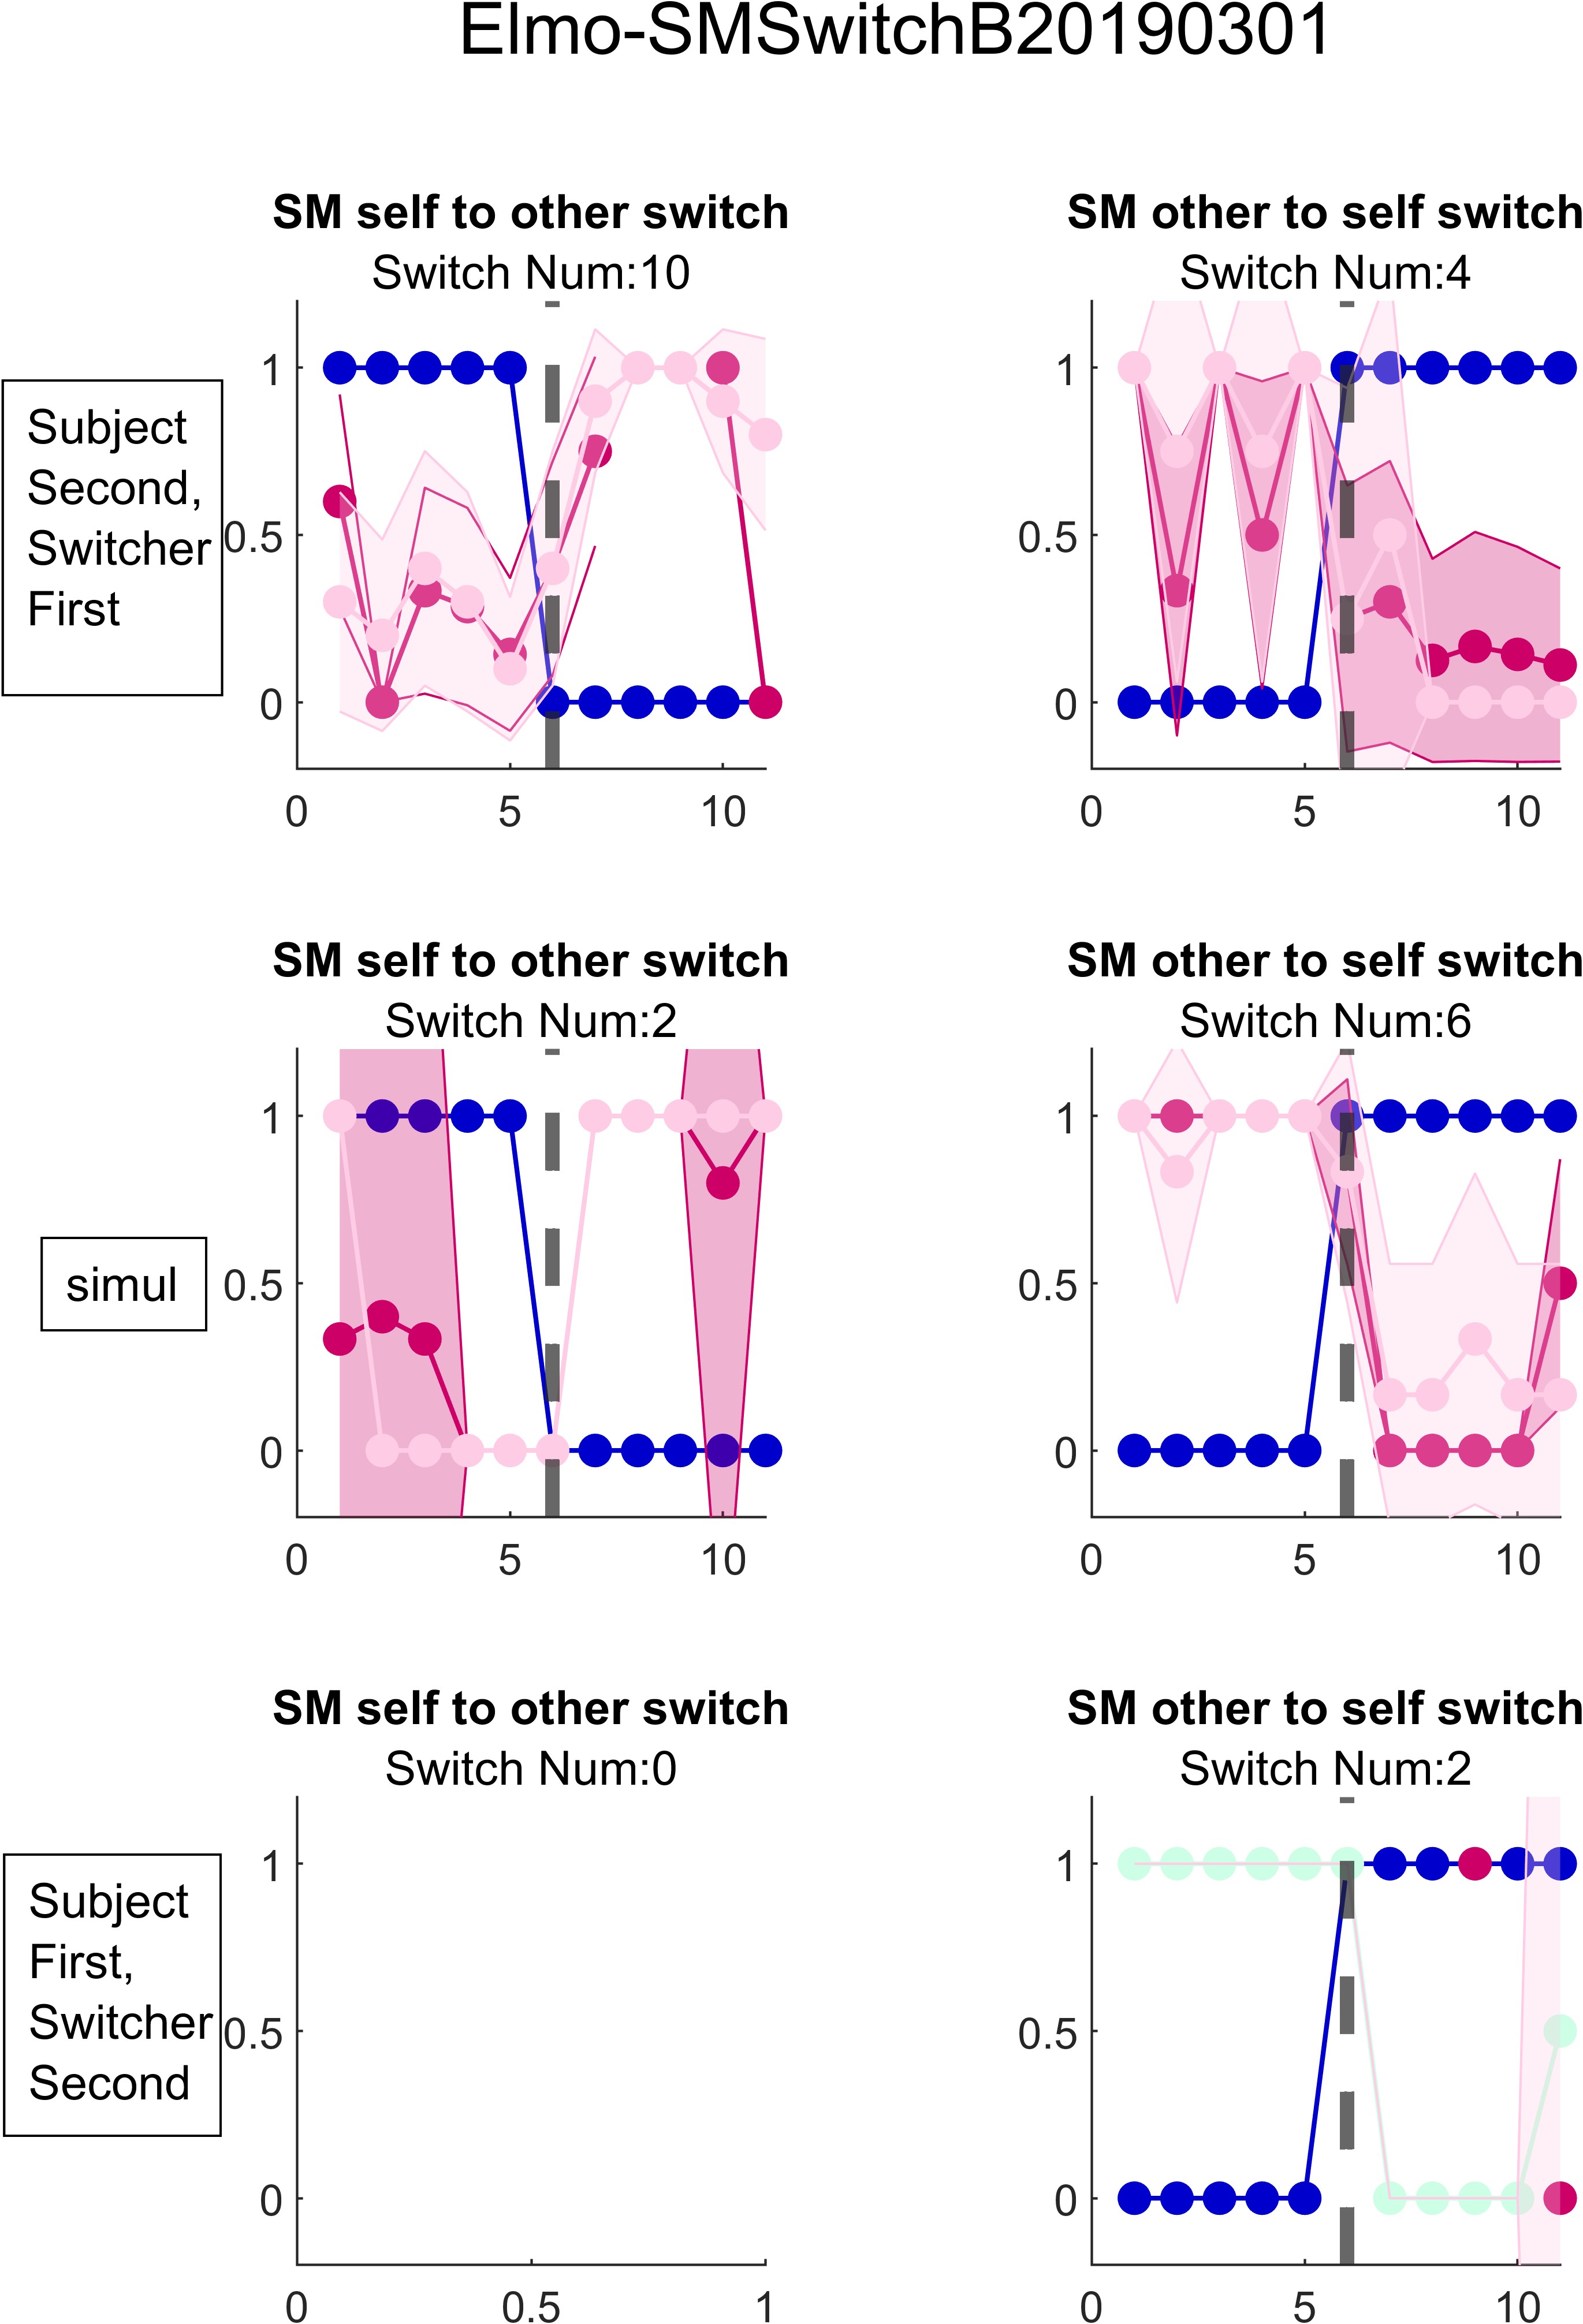 Elmo-SMSwitchB20190301
SM self to other switch
Switch Num:10
SM other to self switch
Switch Num:4
Subject
Second,
Switcher
First
1
0.5
0
0
5
10
1
0.5
0
0
5
10
SM self to other switch
Switch Num:2
SM other to self switch
Switch Num:6
simul
1
0.5
0
0
5
10
1
0.5
0
0
5
10
SM self to other switch
Switch Num:0
SM other to self switch
Switch Num:2
Subject
First,
Switcher
Second
1
0.5
0
0
0.5
1
1
0.5
0
0
5
10